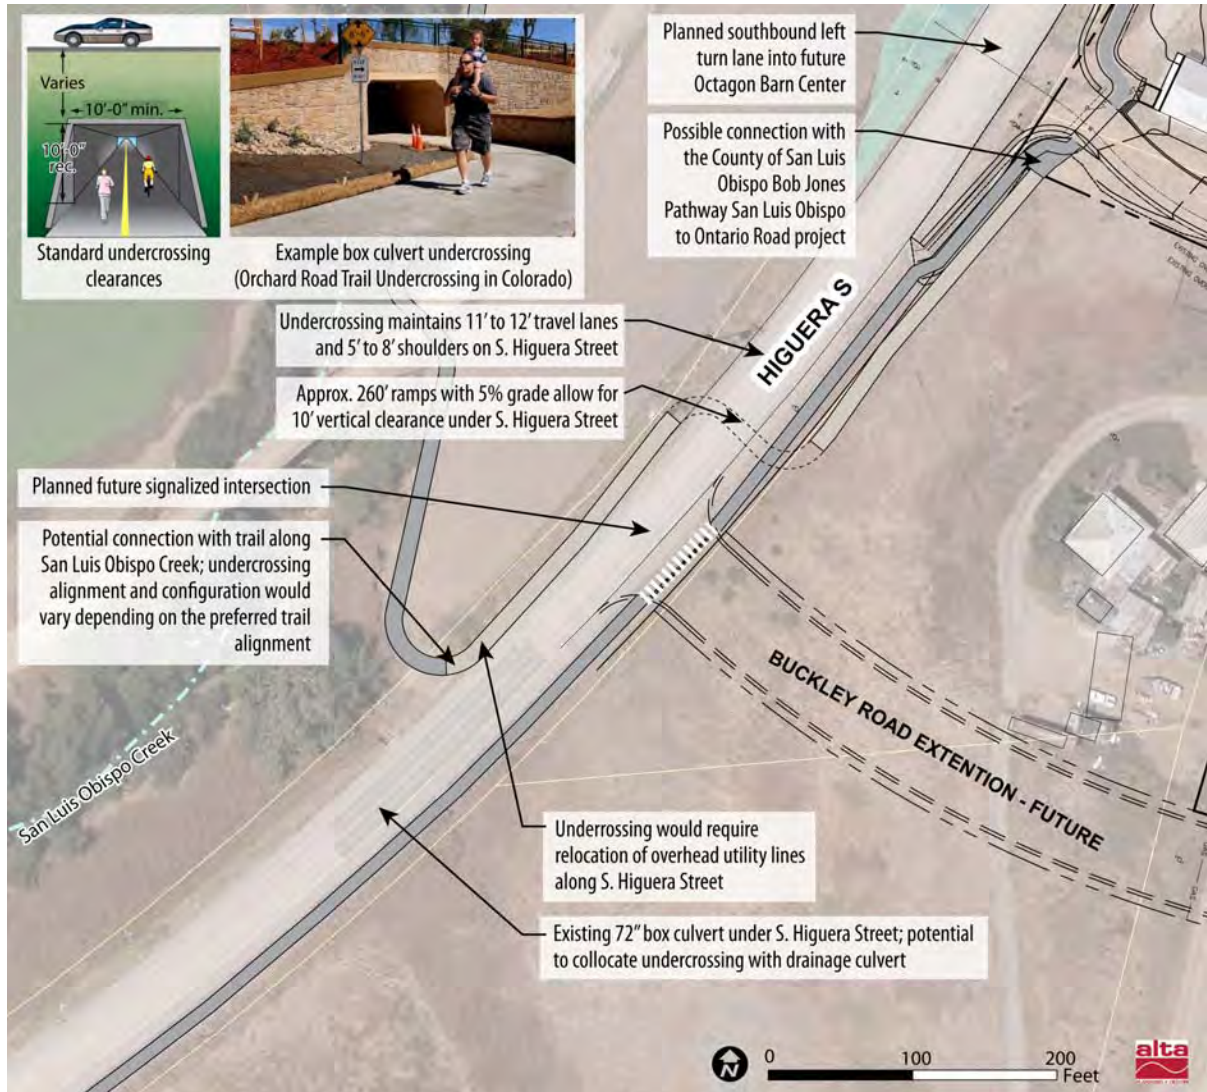 Varies
10'-0" min.
10'-0"
rec.
Standard undercrossing
clearances
Example box culvert undercrossing
(Orchard Road Trail Undercrossing in Colorado)
Planned southbound left
turn lane into future
Octagon Barn Center
Possible connection with
the County of San Luis
Obispo Bob Jones
Pathway San Luis Obispo
to Ontario Road project
EXISTING
EXISTING
HIGUERA S
Undercrossing maintains 11' to 12' travel lanes
and 5' to 8' shoulders on S. Higuera Street
Approx. 260' ramps with 5% grade allow for
10' vertical clearance under S. Higuera Street
Planned future signalized intersection
Potential connection with trail along
San Luis Obispo Creek; undercrossing
alignment and configuration would
vary depending on the preferred trail
alignment
San Luis Obispo Creek
BUCKLEY ROAD EXTENTION - FUTURE
Underrossing would require
relocation of overhead utility lines
along S. Higuera Street
Existing 72" box culvert under S. Higuera Street; potential
to collocate undercrossing with drainage culvert
N
0 100 200
Feet
alta